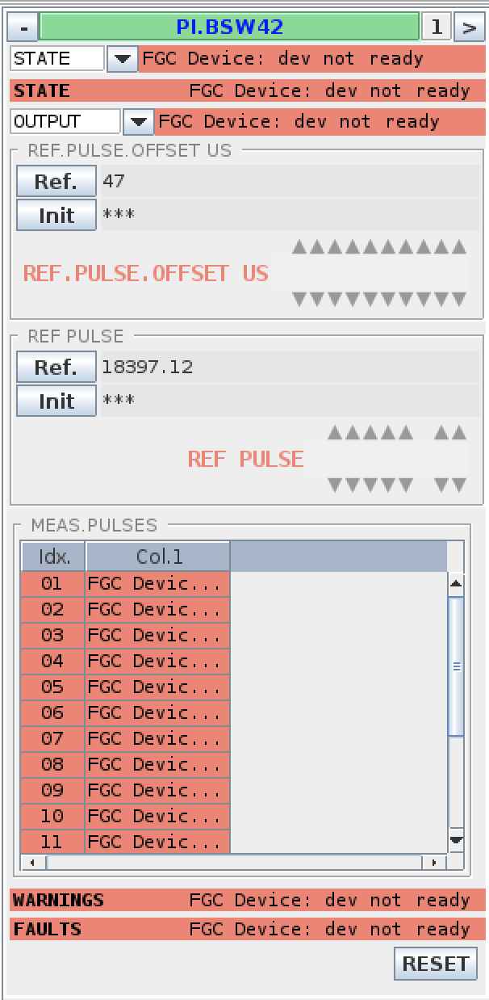 - PI.BSW42 1 >
STATE FGC Device: dev not ready
STATE FGC Device: dev not ready
OUTPUT FGC Device: dev not ready
REF.PULSE.OFFSET US
Ref. 47
Init ***
REF.PULSE.OFFSET US
REF PULSE
Ref. 18397.12
Init ***
REF PULSE
MEAS.PULSES
Idx. Col.1
01 FGC Devic...
02 FGC Devic...
03 FGC Devic...
04 FGC Devic...
05 FGC Devic...
06 FGC Devic...
07 FGC Devic...
08 FGC Devic...
09 FGC Devic...
10 FGC Devic...
11 FGC Devic...
WARNINGS FGC Device: dev not ready
FAULTS FGC Device: dev not ready
RESET